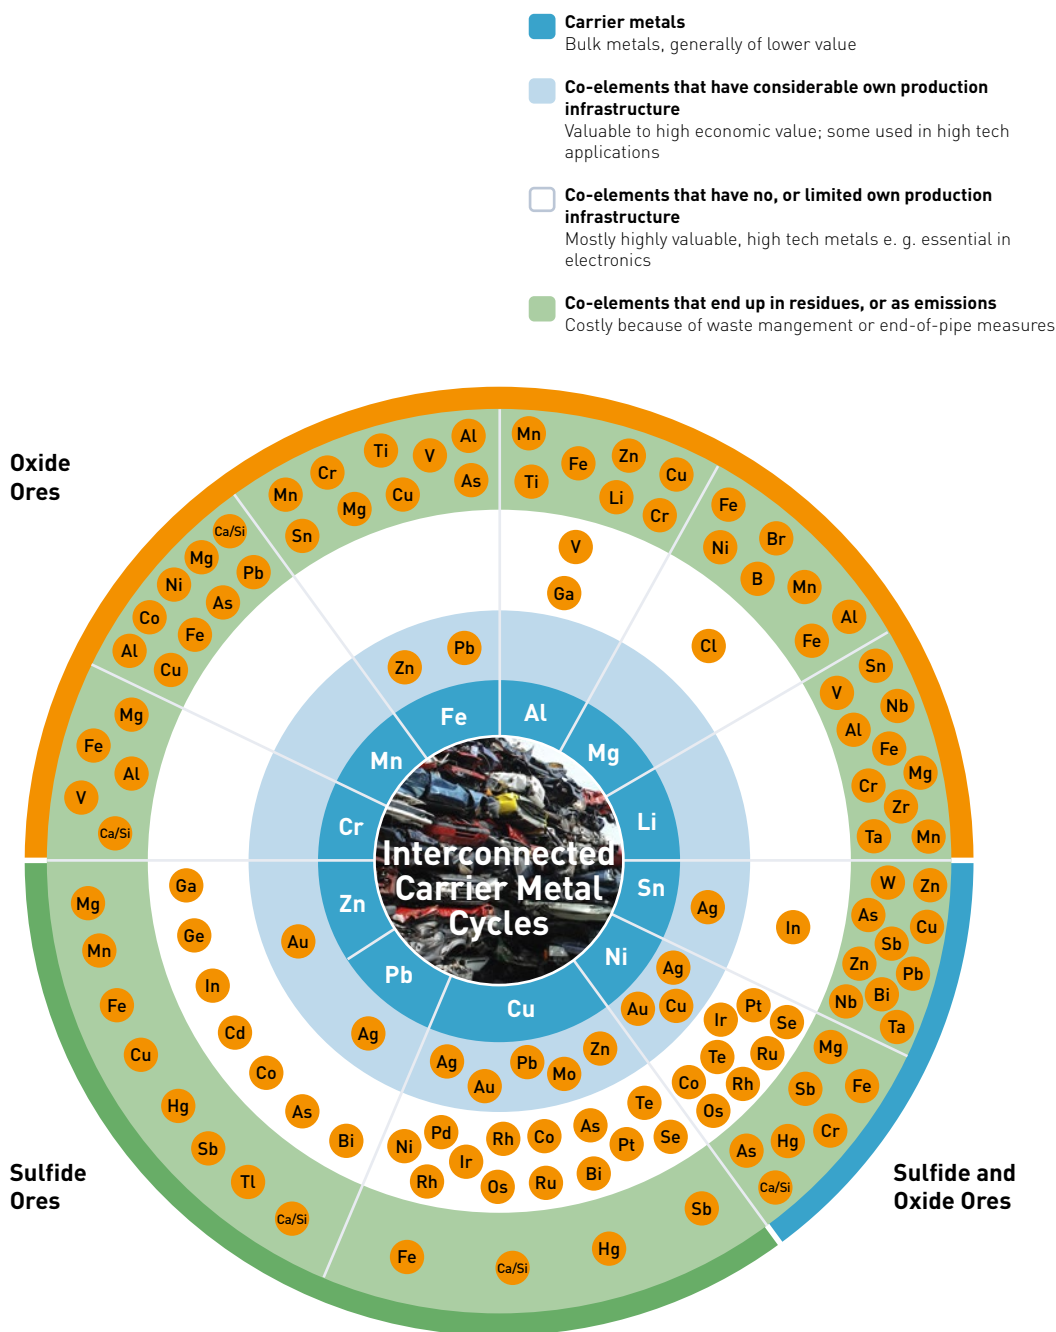 Carrier metals
Bulk metals, generally of lower value
Co-elements that have considerable own production
infrastructure
Valuable to high economic value; some used in high tech
applications
Co-elements that have no, or limited own production
infrastructure
Mostly highly valuable, high tech metals e. g. essential in
electronics
Co-elements that end up in residues, or as emissions
Costly because of waste mangement or end-of-pipe measures
Oxide
Ores
Sulfide
Ores
Sulfide and
Oxide Ores
Interconnected
Carrier Metal
Cycles
Fe
Al
Mg
Li
Sn
Ni
Cu
Pb
Zn
Cr
Mn
Zn
Pb
Ag
Ag
Au
Cu
Ag
Au
Pb
Mo
Zn
Ag
Au
V
Ga
Cl
In
Ir
Pt
Se
Te
Ru
Co
Rh
Os
Ni
Pd
Rh
Ir
Rh
Os
Co
Ru
As
Bi
Te
Pt
Se
Ga
Ge
In
Cd
Co
As
Bi
Mn
Cr
Ti
V
Al
Sn
Mg
Cu
As
Mn
Fe
Zn
Cu
Ti
Li
Cr
Fe
Br
Ni
B
Mn
Al
Fe
Sn
V
Nb
Al
Fe
Mg
Cr
Zr
Ta
Mn
W
Zn
As
Cu
Sb
Zn
Pb
Bi
Nb
Ta
Mg
Fe
Sb
Cr
Hg
As
Ca/Si
Sb
Hg
Ca/Si
Fe
Mg
Mn
Fe
Cu
Hg
Sb
Tl
Ca/Si
Mg
Fe
Al
V
Ca/Si
Ca/Si
Mg
Pb
Ni
As
Co
Fe
Al
Cu